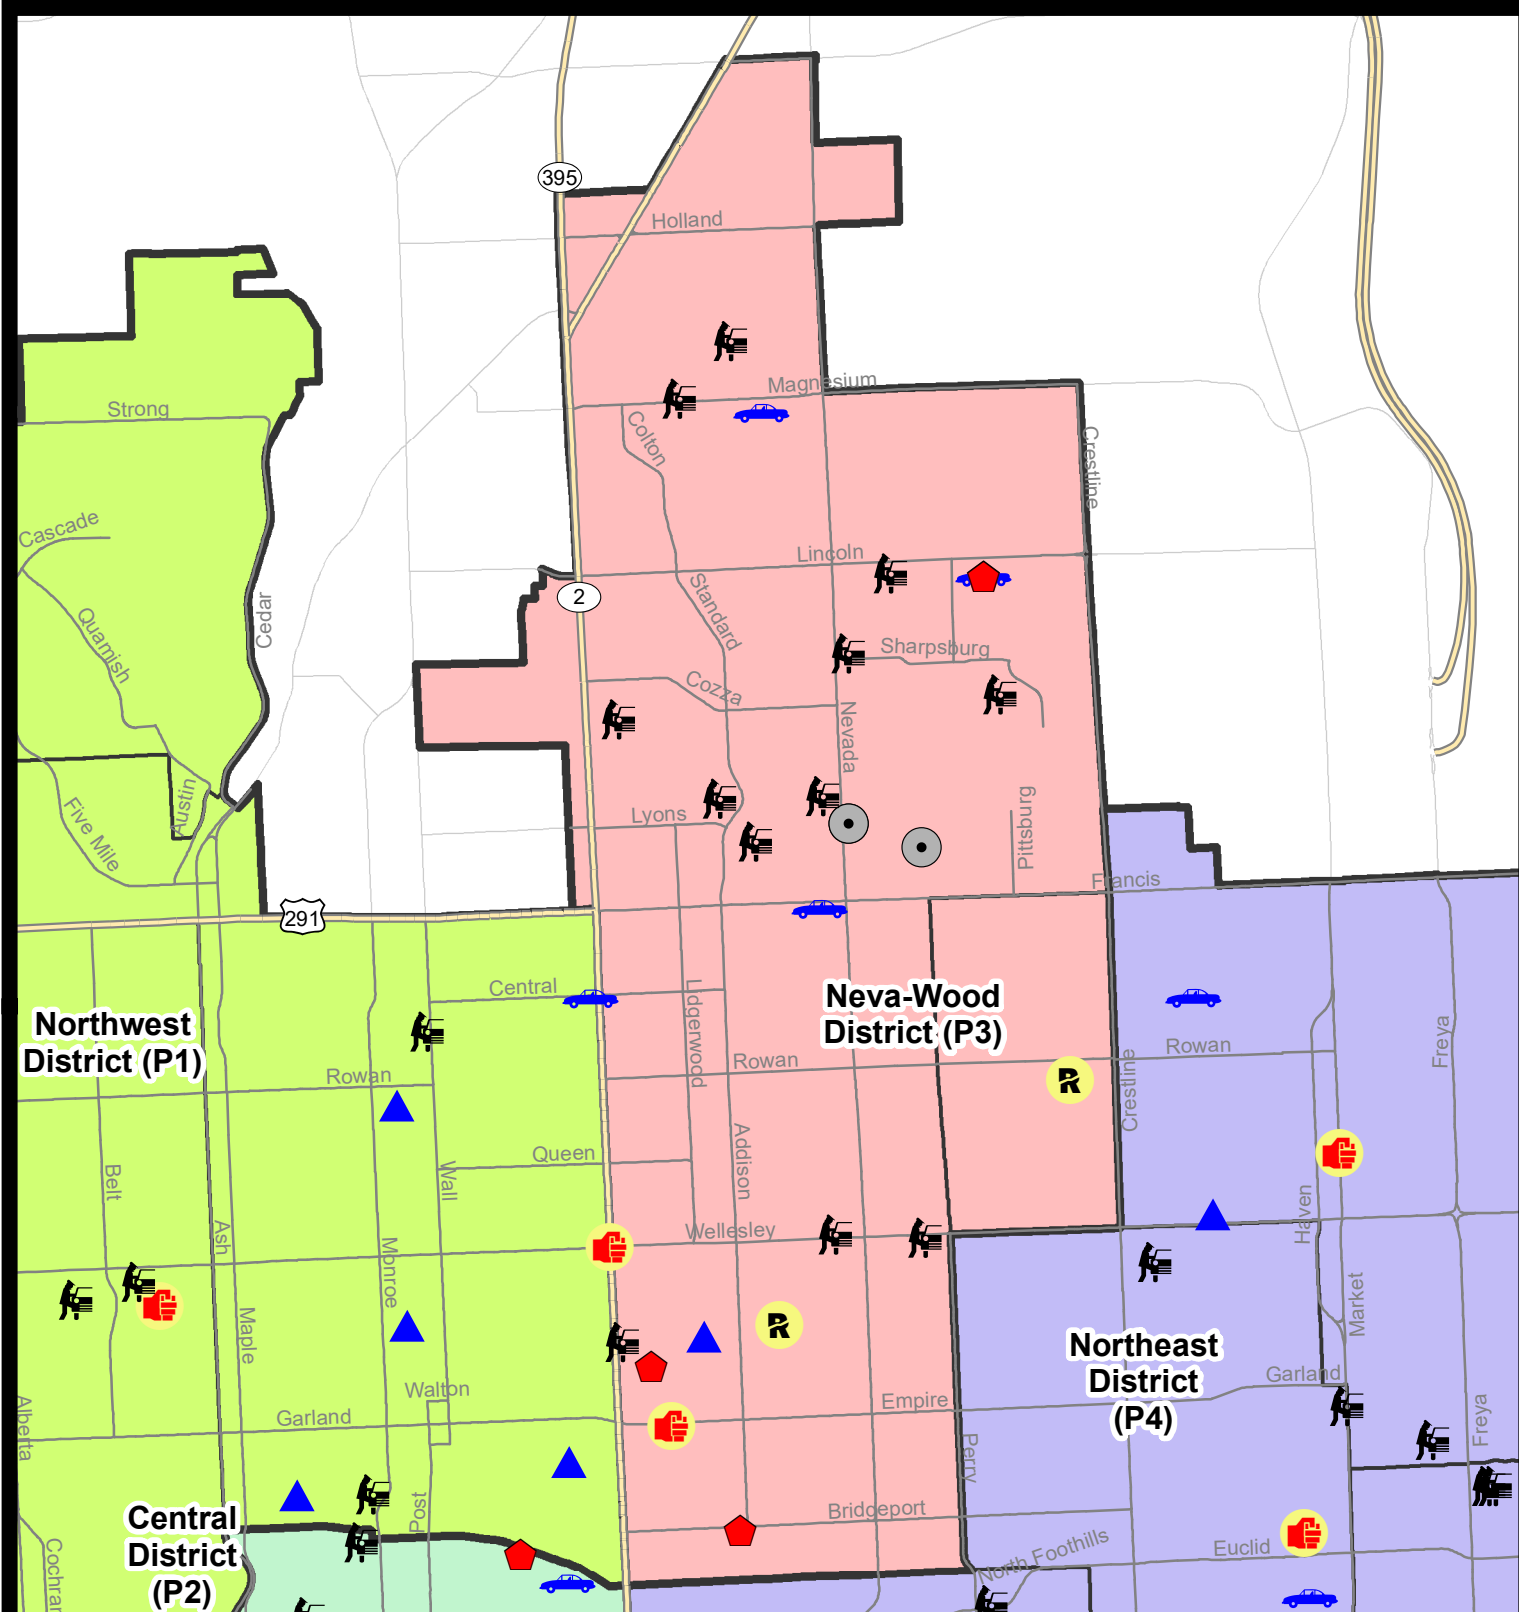 395
Holland
Magnesium
Strong
Colton
Crestline
Cascade
Lincoln
Standard
2
Quamish
Cedar
Sharpsburg
Cozza
Nevada
Austin
Five Mile
Lyons
Pittsburg
Francis
291
Central
Lidgerwood
Neva-Wood
District (P3)
Northwest
District (P1)
Rowan
Rowan
Rowan
Freya
Crestline
Queen
Addison
Belt
Wall
Ash
Monroe
Wellesley
Haven
Market
Maple
Northeast
District
(P4)
Walton
Garland
Empire
Garland
Alberta
Freya
Perry
Post
Bridgeport
Central
District
(P2)
North Foothills
Euclid
Cochran